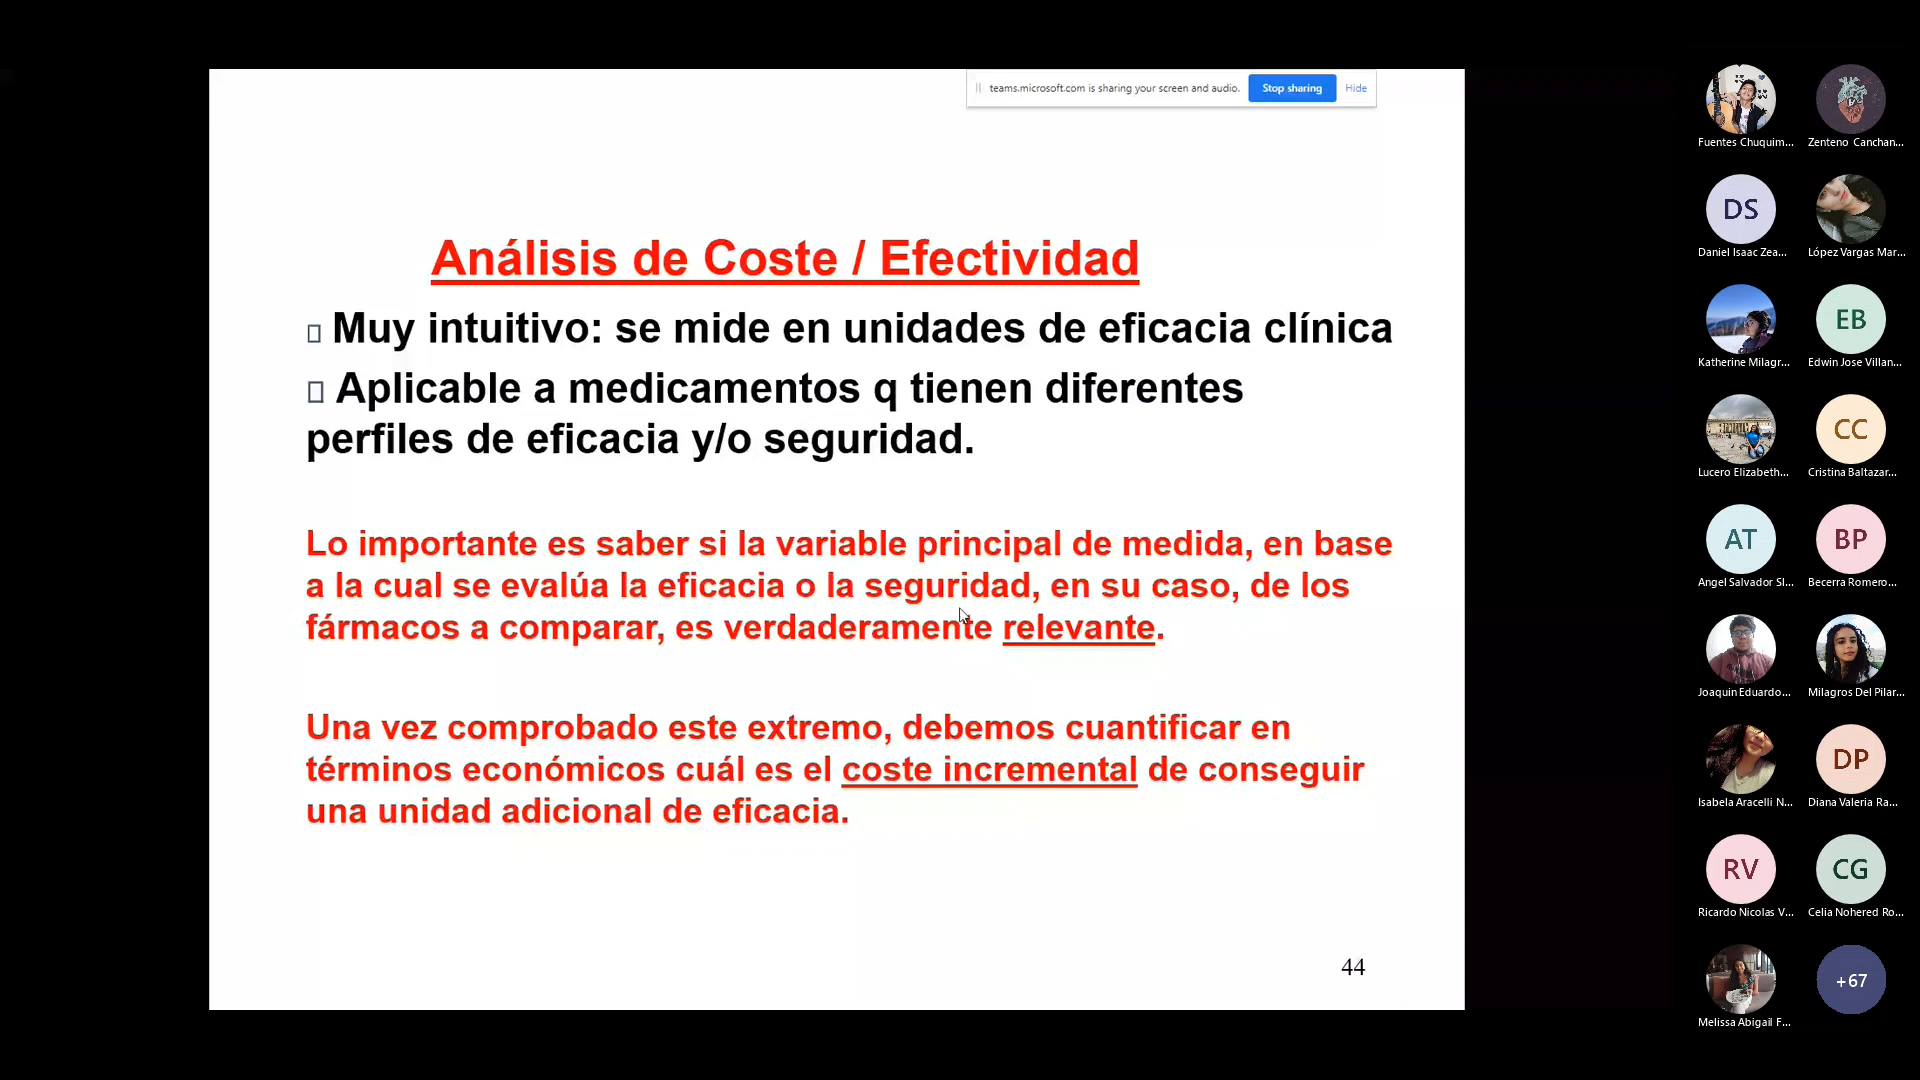 teams.microsoft.com is sharing your screen and audio. Stop sharing Hide
Análisis de Coste / Efectividad
Muy intuitivo: se mide en unidades de eficacia clínica
Aplicable a medicamentos q tienen diferentes
perfiles de eficacia y/o seguridad.
Lo importante es saber si la variable principal de medida, en base
a la cual se evalúa la eficacia o la seguridad, en su caso, de los
fármacos a comparar, es verdaderamente relevante.
Una vez comprobado este extremo, debemos cuantificar en
términos económicos cuál es el coste incremental de conseguir
una unidad adicional de eficacia.
44
Fuentes Chuquim... Zenteno Canchan...
DS
Daniel Isaac Zea... López Vargas Mar...
EB
Katherine Milagr... Edwin Jose Villan...
CC
Lucero Elizabeth... Cristina Baltazar...
AT BP
Angel Salvador Sl... Becerra Romero...
Joaquin Eduardo... Milagros Del Pilar...
DP
Isabela Aracelli N... Diana Valeria Ra...
RV CG
Ricardo Nicolas V... Celia Nohered Ro...
+67
Melissa Abigail F...